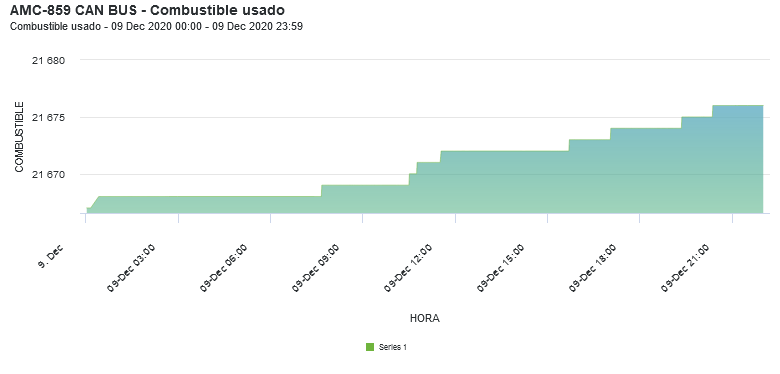 AMC-859 CAN BUS - Combustible usado
Combustible usado - 09 Dec 2020 00:00 - 09 Dec 2020 23:59
21 680
21 675
21 670
COMBUSTIBLE
9. Dec
09-Dec 03:00
09-Dec 06:00
09-Dec 09:00
09-Dec 12:00
09-Dec 15:00
09-Dec 18:00
09-Dec 21:00
HORA
Series 1